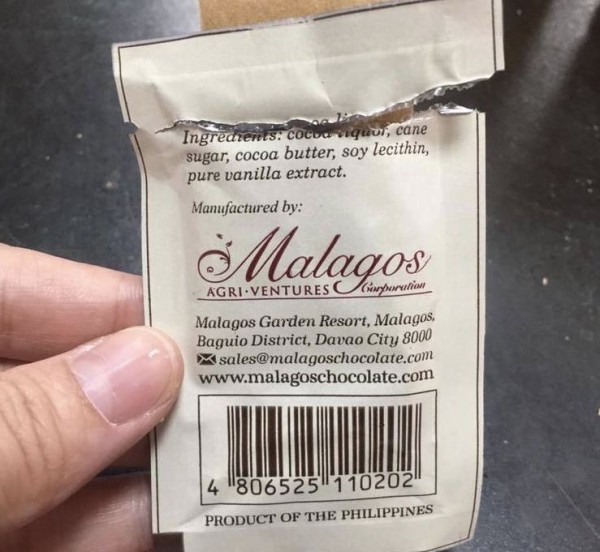 Ingredients: cocoa liquor, cane
sugar, cocoa butter, soy lecithin,
pure vanilla extract.
Manufactured by:
Malagos
AGRI·VENTURES Corporation
Malagos Garden Resort, Malagos,
Baguio District, Davao City 8000
sales@malagoschocolate.com
www.malagoschocolate.com
4 806525 110202
PRODUCT OF THE PHILIPPINES